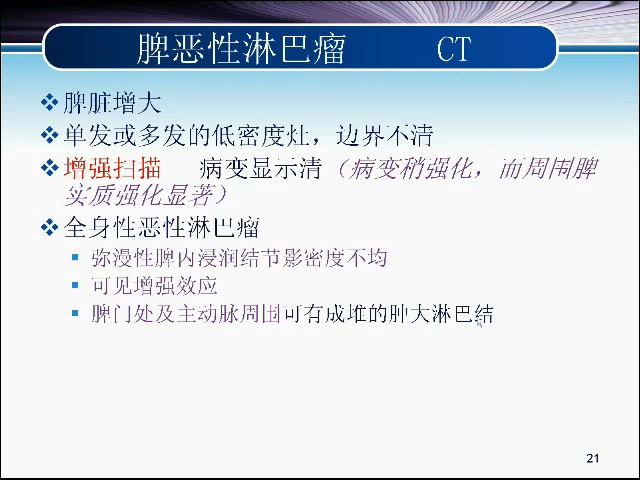 脾恶性淋巴瘤 CT
脾脏增大
单发或多发的低密度灶，边界不清
增强扫描 病变显示清（病变稍强化，而周围脾
实质强化显著）
全身性恶性淋巴瘤
弥漫性脾内浸润结节影密度不均
可见增强效应
脾门处及主动脉周围可有成堆的肿大淋巴结
21